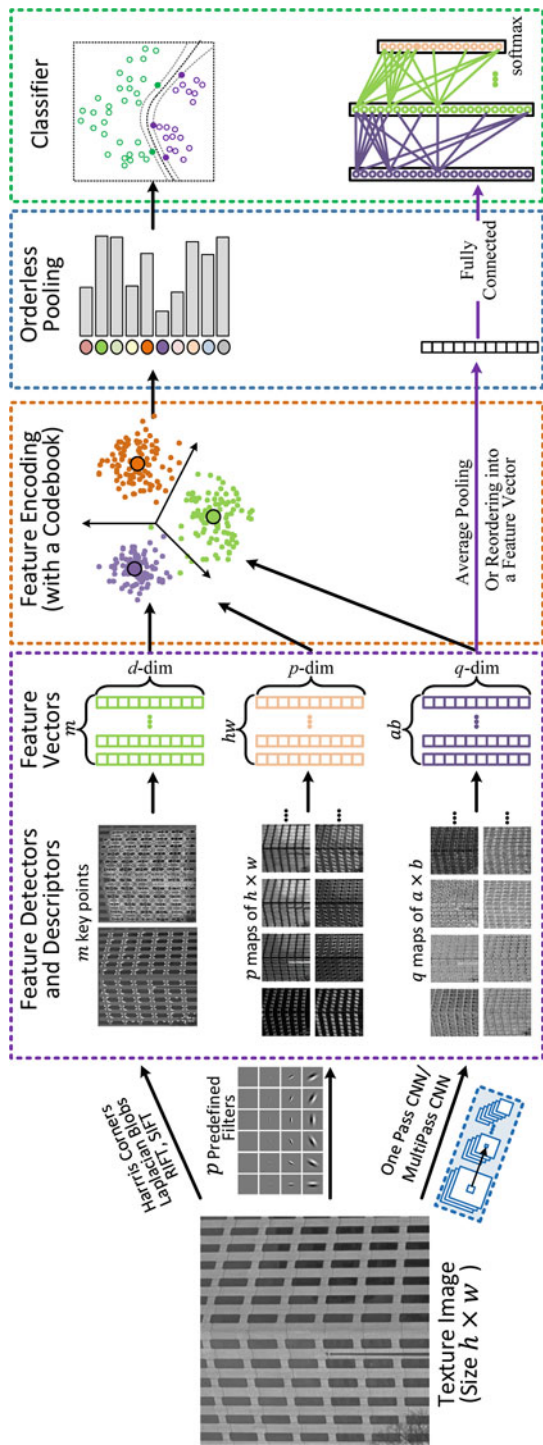 Texture Image
(Size h × w )
Harris Corners
Laplacian Blobs
RIFT, SIFT
p Predefined
Filters
One Pass CNN/
MultiPass CNN
Feature Detectors
and Descriptors
m key points
p maps of h × w
q maps of a × b
Feature
Vectors
m
d-dim
hw
p-dim
ab
q-dim
Feature Encoding
(with a Codebook)
Average Pooling
Or Reordering into
a Feature Vector
Orderless
Pooling
Fully
Connected
Classifier
softmax